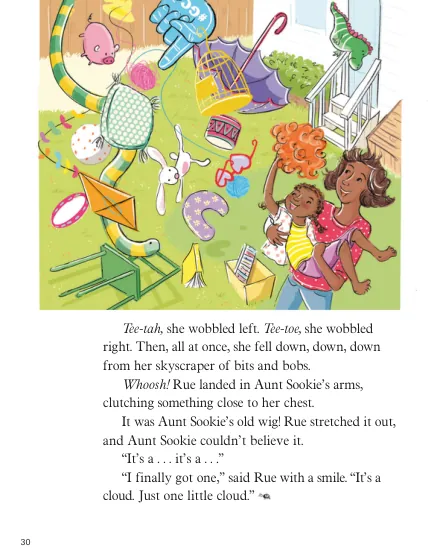 #CC
Tee-tah, she wobbled left. Tee-toe, she wobbled
right. Then, all at once, she fell down, down, down
from her skyscraper of bits and bobs.
Whoosh! Rue landed in Aunt Sookie’s arms,
clutching something close to her chest.
It was Aunt Sookie’s old wig! Rue stretched it out,
and Aunt Sookie couldn’t believe it.
“It’s a . . . it’s a . . .”
“I finally got one,” said Rue with a smile. “It’s a
cloud. Just one little cloud.”
30